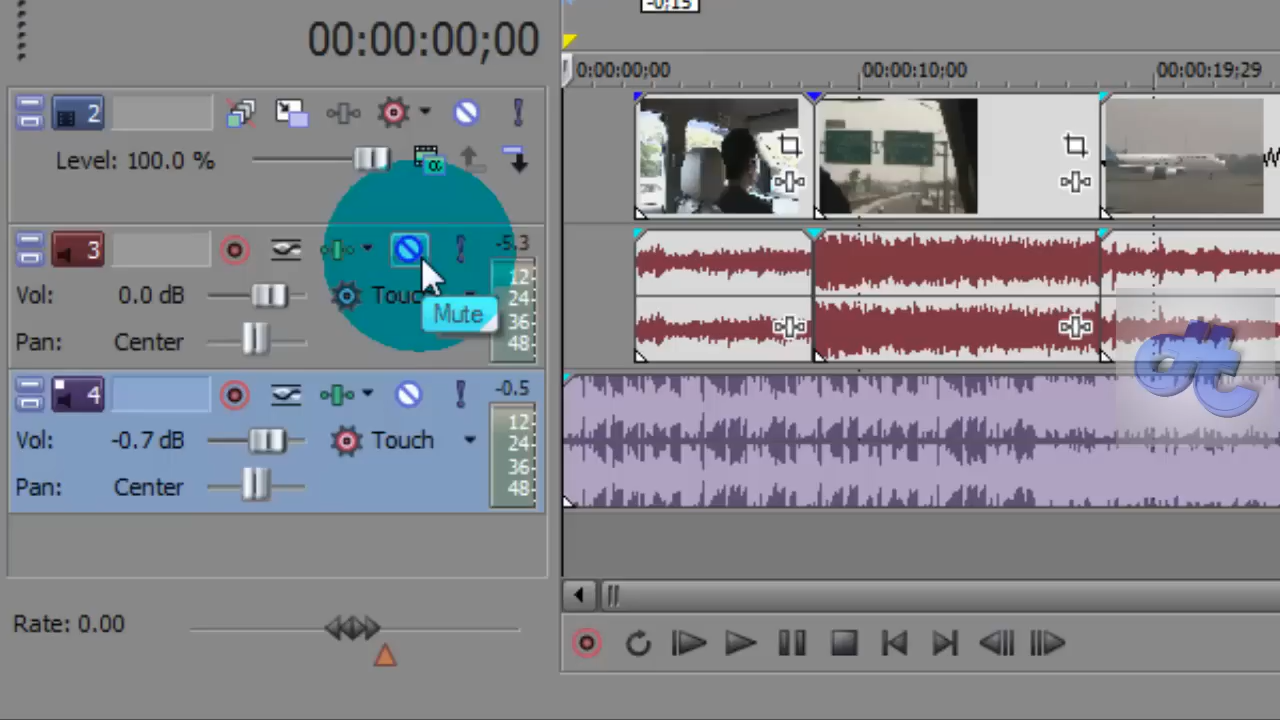 -0;15
00:00:00;00
0:00:00;00 00:00:10;00 00:00:19;29
2
Level: 100.0 %
3
-5.3
Vol: 0.0 dB
Touch
Mute
12
24
36
48
Pan: Center
4
-0.5
Vol: -0.7 dB
Touch
12
24
36
48
Pan: Center
Rate: 0.00